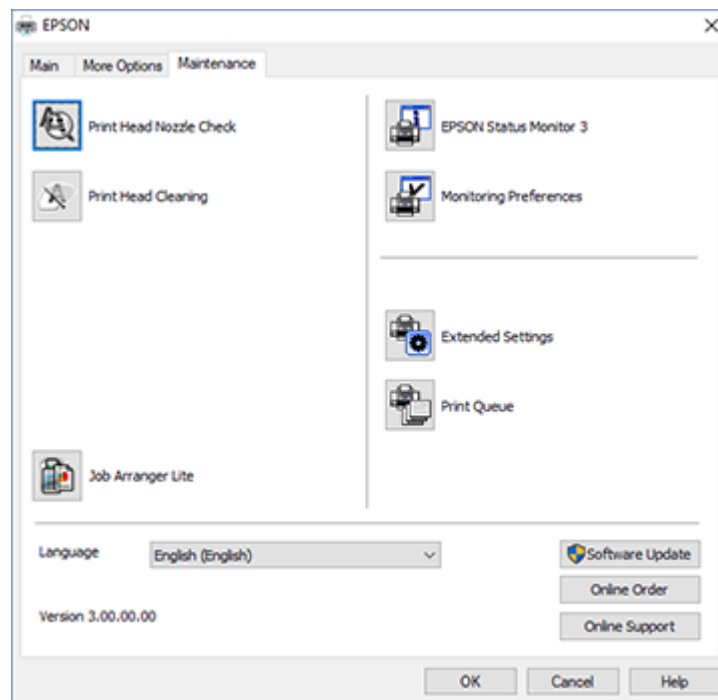 EPSON
Main
More Options
Maintenance
Print Head Nozzle Check
Print Head Cleaning
Job Arranger Lite
EPSON Status Monitor 3
Monitoring Preferences
Extended Settings
Print Queue
Language
English (English)
Software Update
Online Order
Version 3.00.00.00
Online Support
OK
Cancel
Help